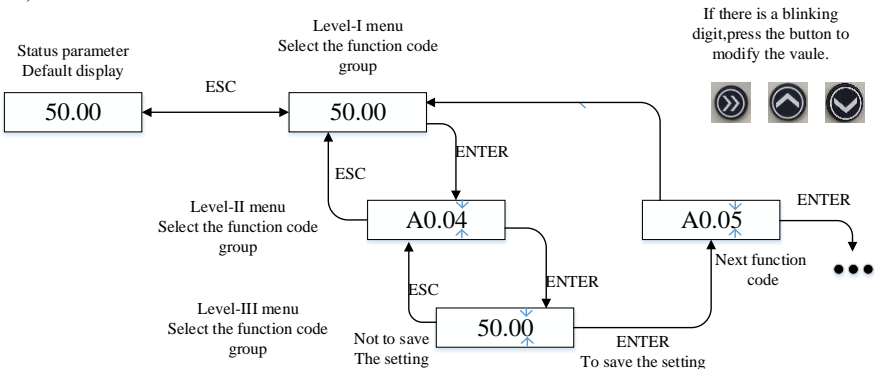 If there is a blinking
digit,press the button to
modify the vaule.
Level-I menu
Select the function code
group
Status parameter
Default display
ESC
50.00
50.00
ENTER
ESC
Level-II menu
Select the function code
group
A0.04
A0.05
ENTER
Next function
code
ESC
ENTER
Level-III menu
Select the function code
group
Not to save
The setting
50.00
ENTER
To save the setting